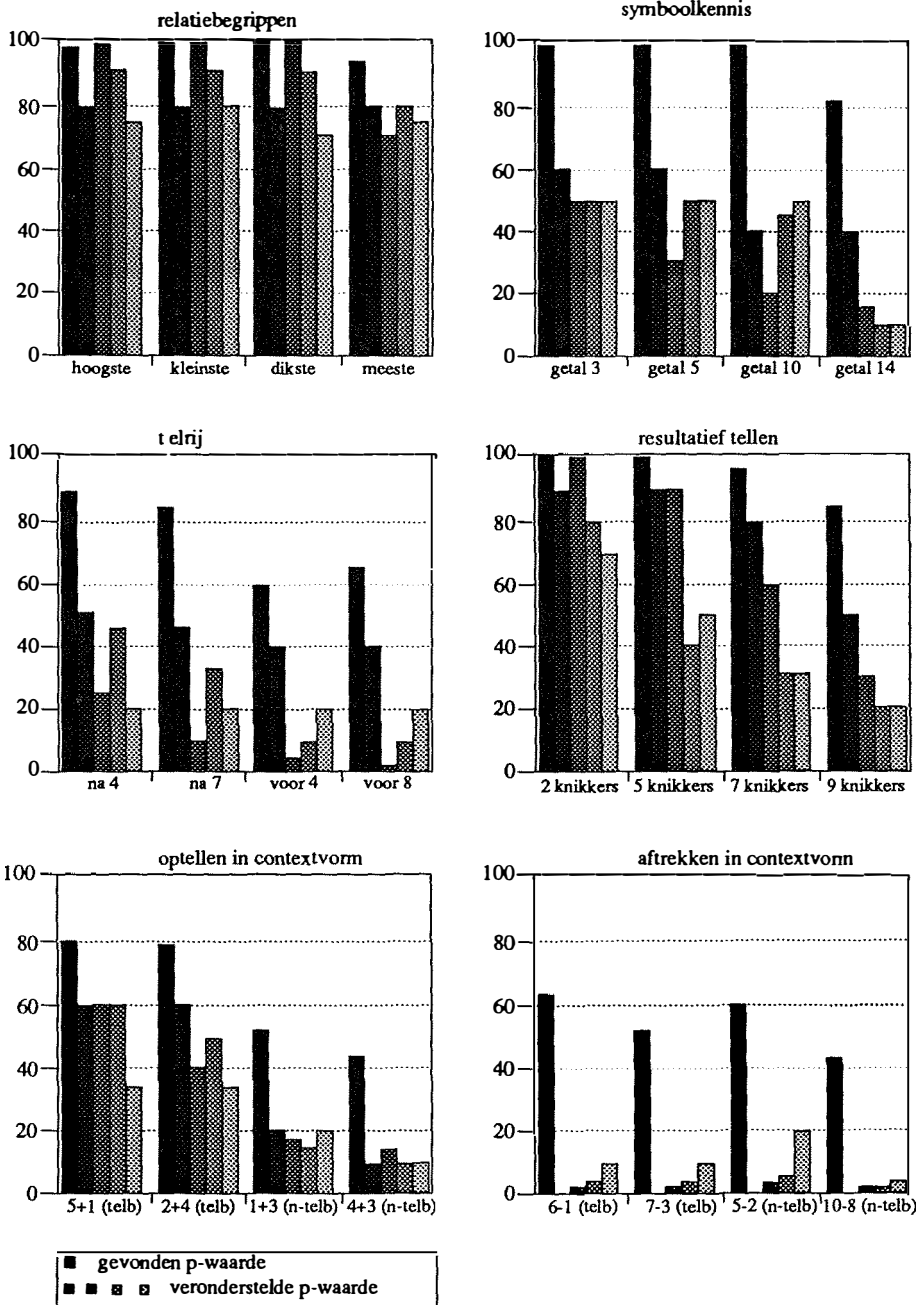 relatiebegrippen
100
80
60
40
20
0
hoogste kleinste dikste meeste
symboolkennis
100
80
60
40
20
0
getal 3 getal 5 getal 10 getal 14
t elrij
100
80
60
40
20
0
na 4 na 7 voor 4 voor 8
resultatief tellen
100
80
60
40
20
0
2 knikkers 5 knikkers 7 knikkers 9 knikkers
optellen in contextvorm
100
80
60
40
20
0
5+1 (telb) 2+4 (telb) 1+3 (n-telb) 4+3 (n-telb)
aftrekken in contextvorm
100
80
60
40
20
0
6-1 (telb) 7-3 (telb) 5-2 (n-telb) 10-8 (n-telb)
gevonden p-waarde
veronderstelde p-waarde